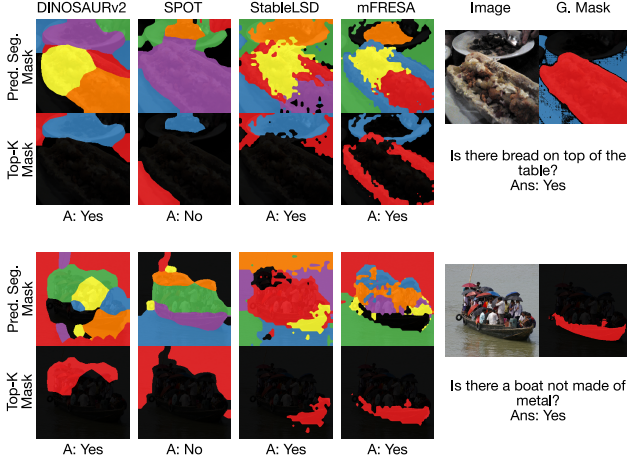 DINOSAURv2 SPOT StableLSD mFRESA Image G. Mask
Pred. Seg.
Mask
Top-K
Mask
Is there bread on top of the
table?
Ans: Yes
A: Yes A: No A: Yes A: Yes
Pred. Seg.
Mask
Top-K
Mask
Is there a boat not made of
metal?
Ans: Yes
A: Yes A: No A: Yes A: Yes